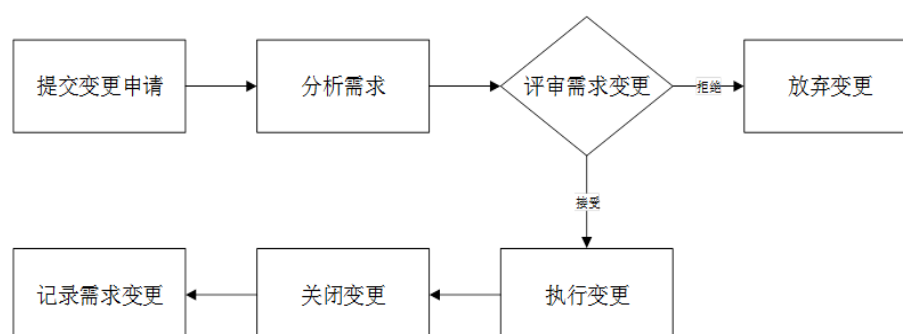 提交变更申请
分析需求
评审需求变更
拒绝
放弃变更
接受
记录需求变更
关闭变更
执行变更